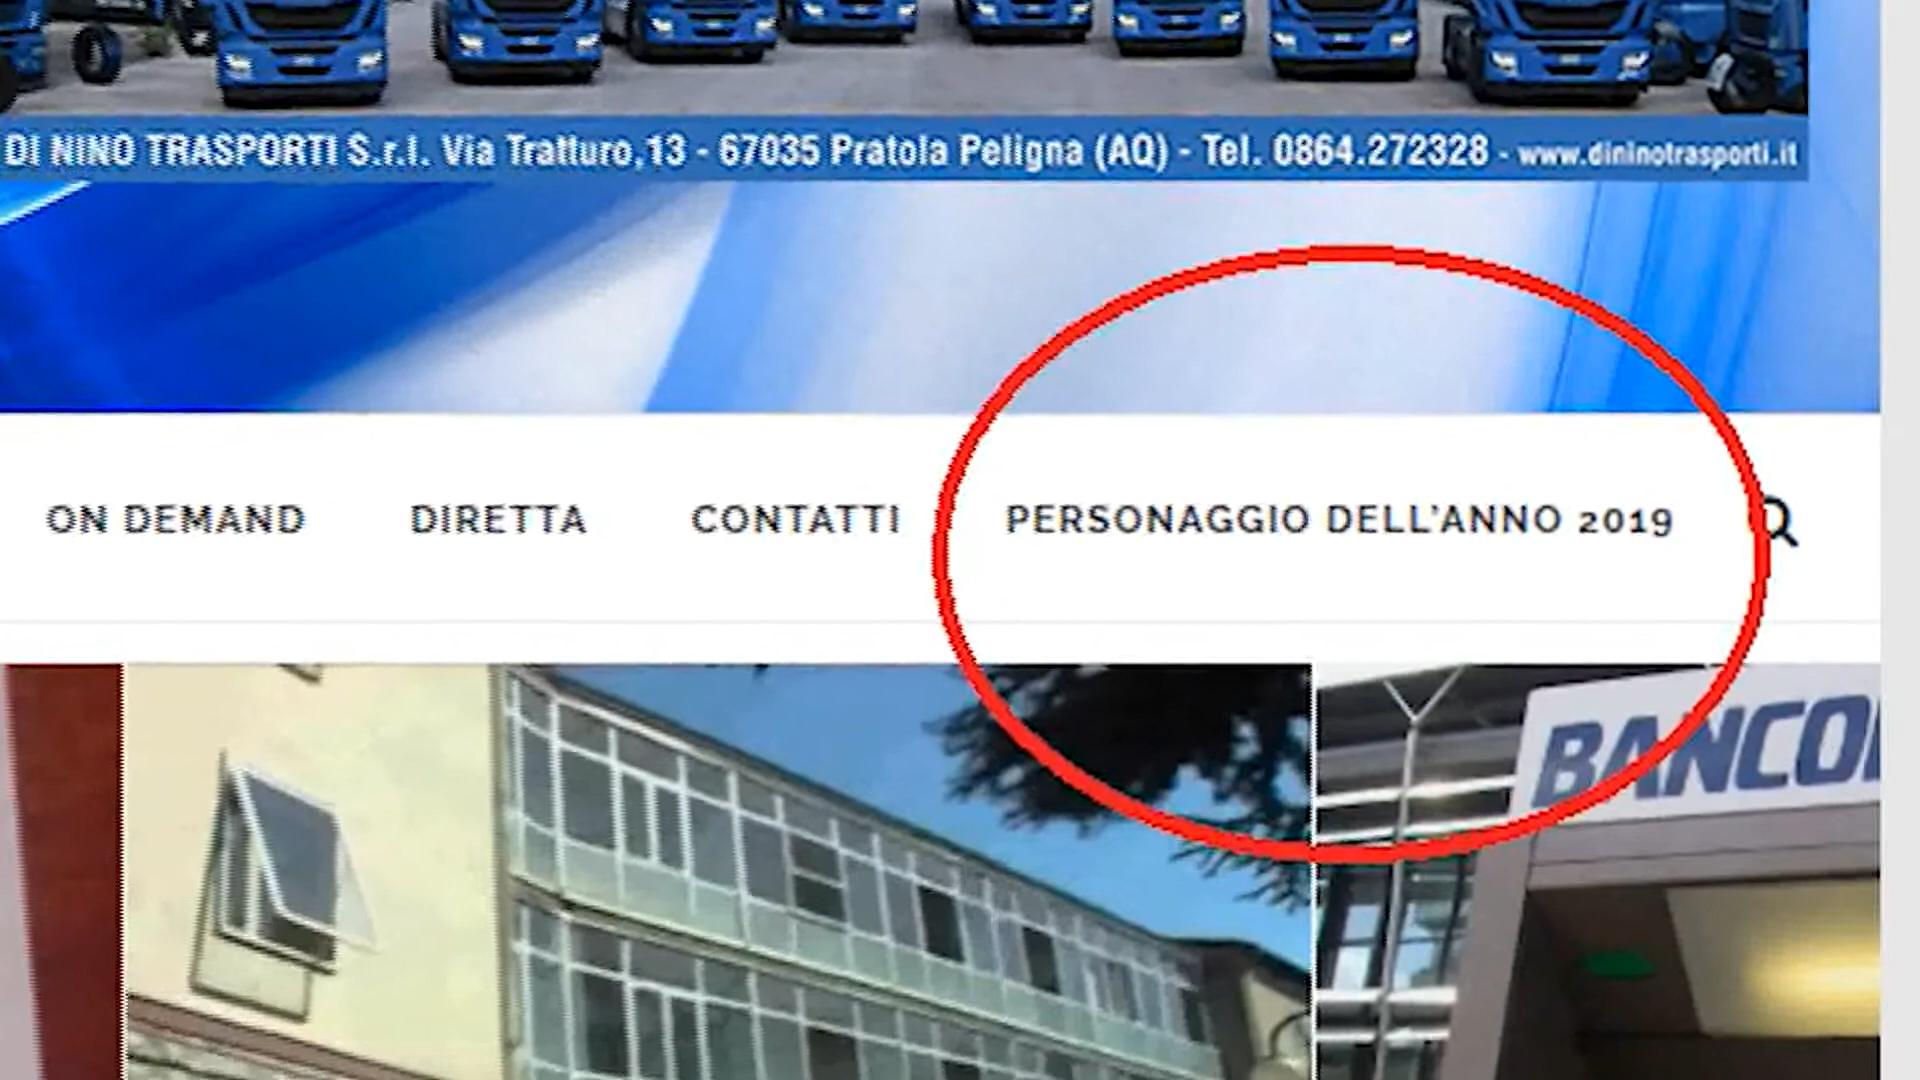 DI NINO TRASPORTI S.r.l. Via Tratturo,13 - 67035 Pratola Peligna (AQ) - Tel. 0864.272328 - www.dininotrasporti.it
ON DEMAND DIRETTA CONTATTI PERSONAGGIO DELL'ANNO 2019